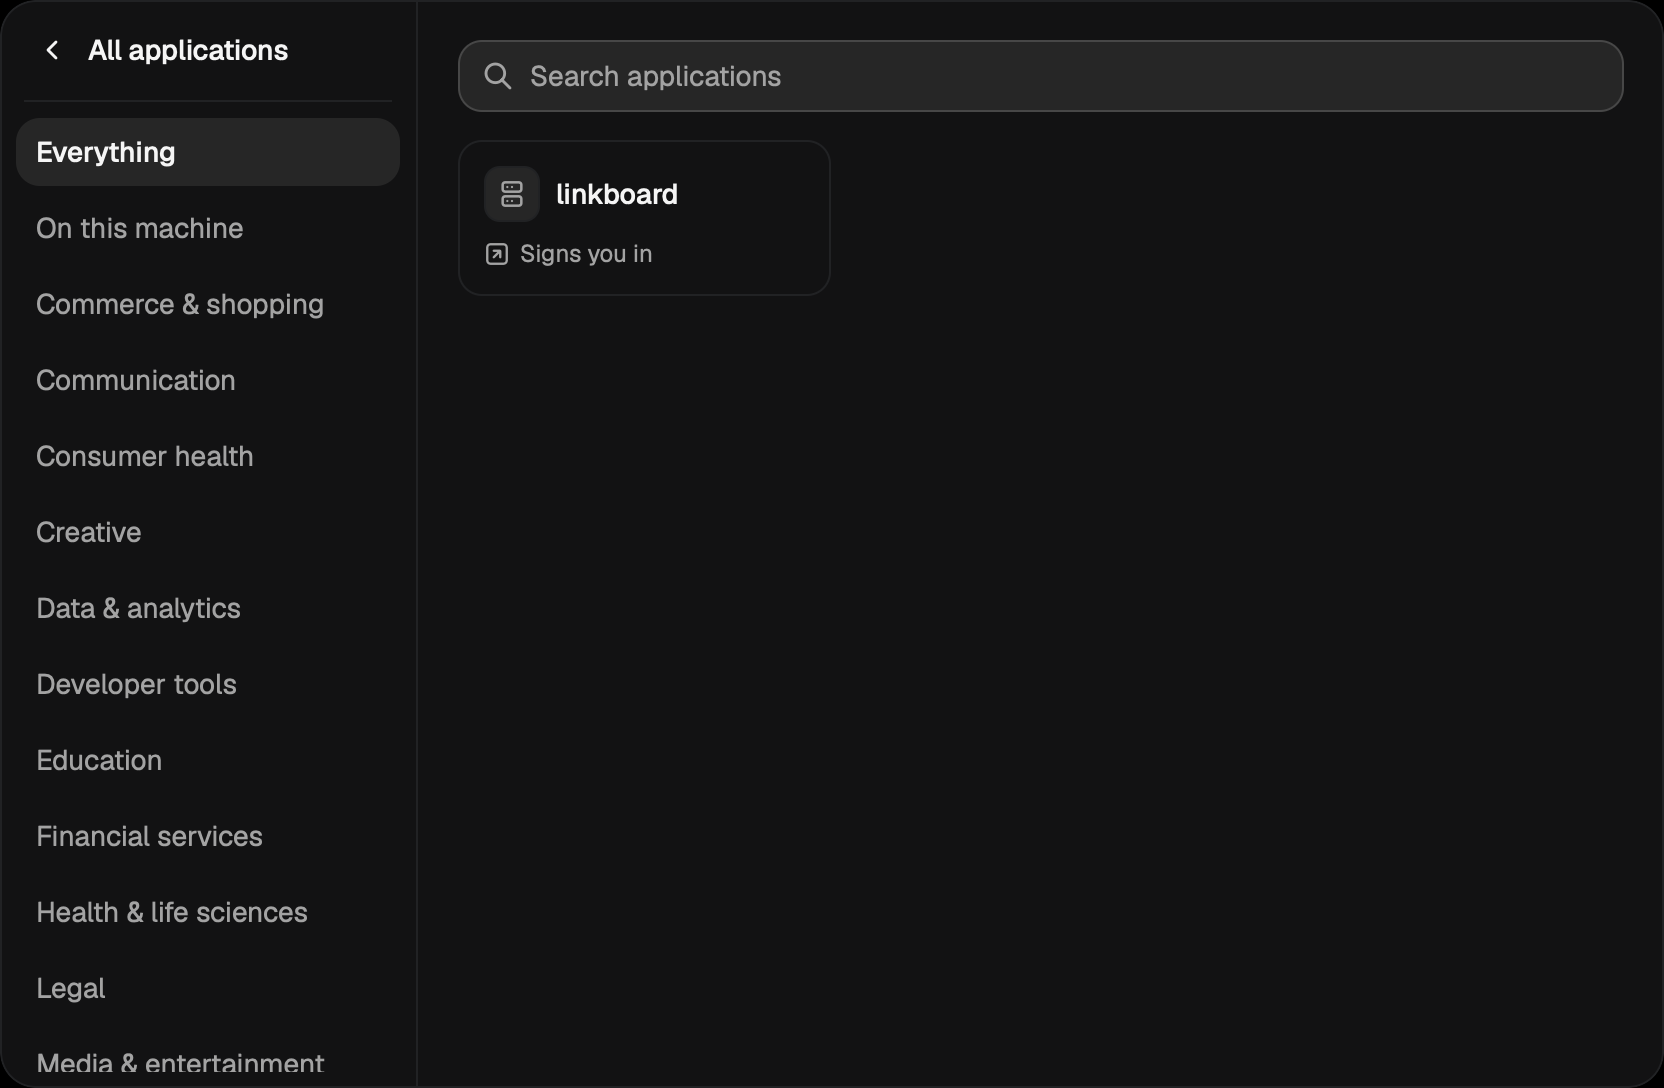 All applications
Everything
On this machine
Commerce & shopping
Communication
Consumer health
Creative
Data & analytics
Developer tools
Education
Financial services
Health & life sciences
Legal
Media & entertainment
Search applications
linkboard
Signs you in